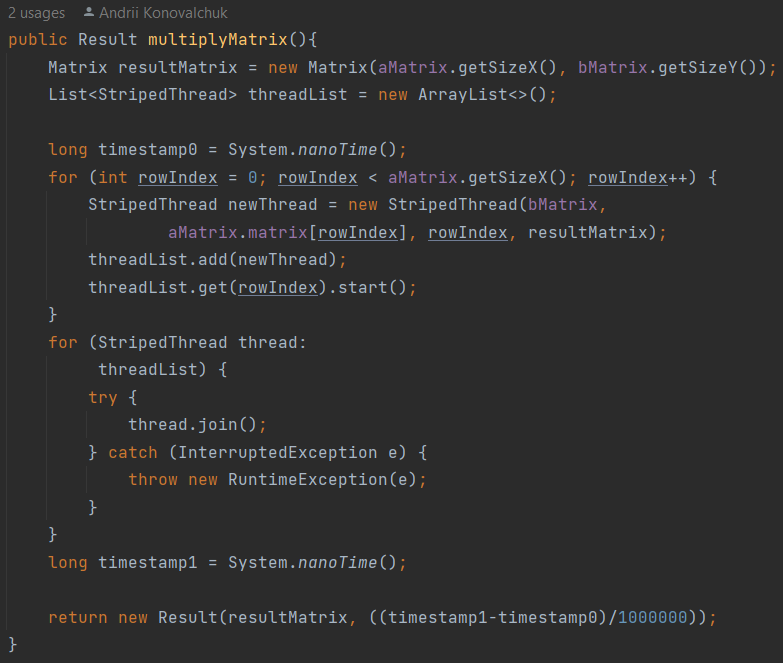 2 usages   Andrii Konovalchuk
public Result multiplyMatrix(){
    Matrix resultMatrix = new Matrix(aMatrix.getSizeX(), bMatrix.getSizeY());
    List<StripedThread> threadList = new ArrayList<>();

    long timestamp0 = System.nanoTime();
    for (int rowIndex = 0; rowIndex < aMatrix.getSizeX(); rowIndex++) {
        StripedThread newThread = new StripedThread(bMatrix,
                aMatrix.matrix[rowIndex], rowIndex, resultMatrix);
        threadList.add(newThread);
        threadList.get(rowIndex).start();
    }
    for (StripedThread thread:
         threadList) {
        try {
            thread.join();
        } catch (InterruptedException e) {
            throw new RuntimeException(e);
        }
    }
    long timestamp1 = System.nanoTime();

    return new Result(resultMatrix, ((timestamp1-timestamp0)/1000000));
}